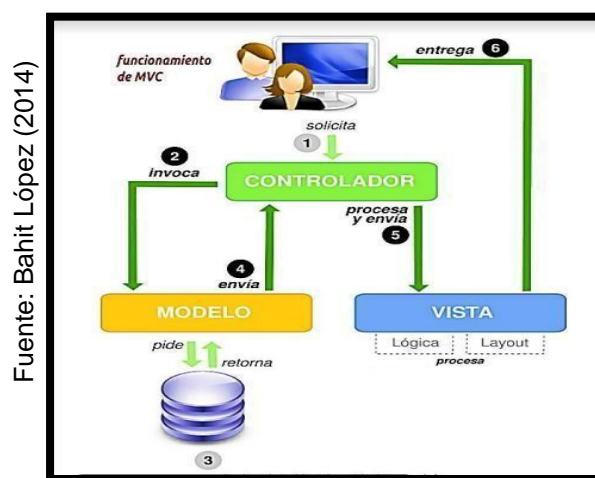 Fuente: Bahit López (2014)
funcionamiento
de MVC
entrega 6
solicita
1
2
invoca
CONTROLADOR
procesa
y envía
5
4
envía
MODELO
VISTA
Lógica
Layout
procesa
pide
retorna
3